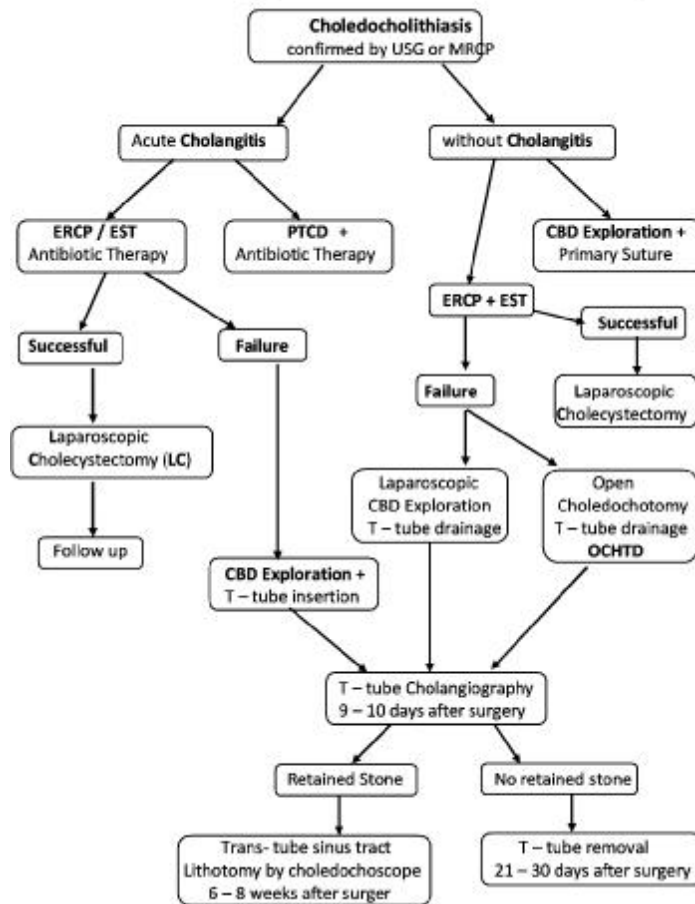 Choledocholithiasis
confirmed by USG or MRCP
Acute Cholangitis
without Cholangitis
ERCP / EST
Antibiotic Therapy
PTCD +
Antibiotic Therapy
CBD Exploration +
Primary Suture
ERCP + EST
Successful
Successful
Failure
Failure
Laparoscopic
Cholecystectomy
Laparoscopic
Cholecystectomy (LC)
Laparoscopic
CBD Exploration
T – tube drainage
Open
Choledochotomy
T – tube drainage
OCHTD
Follow up
CBD Exploration +
T – tube insertion
T – tube Cholangiography
9 – 10 days after surgery
Retained Stone
No retained stone
Trans- tube sinus tract
Lithotomy by choledochoscope
6 – 8 weeks after surger
T – tube removal
21 – 30 days after surgery